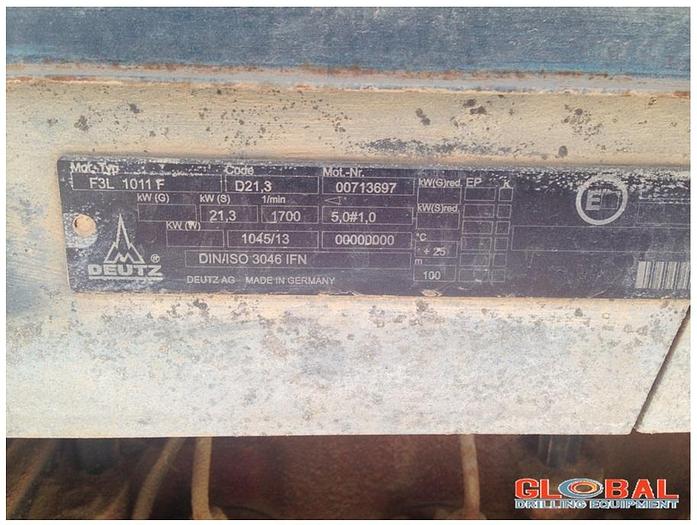 Mot.-Typ Code Mot.-Nr.
F3L 1011 F D21,3 00713697
kW(G)red. EP k
kW (G) kW (S) 1/min
21,3 1700 5,0#1,0
kW(S)red.
KW (W)
1045/13 00000000
°C
+ 25
DIN/ISO 3046 IFN
m
100
DEUTZ ®
DEUTZ AG MADE IN GERMANY
E
GLOBAL
DRILLING EQUIPMENT